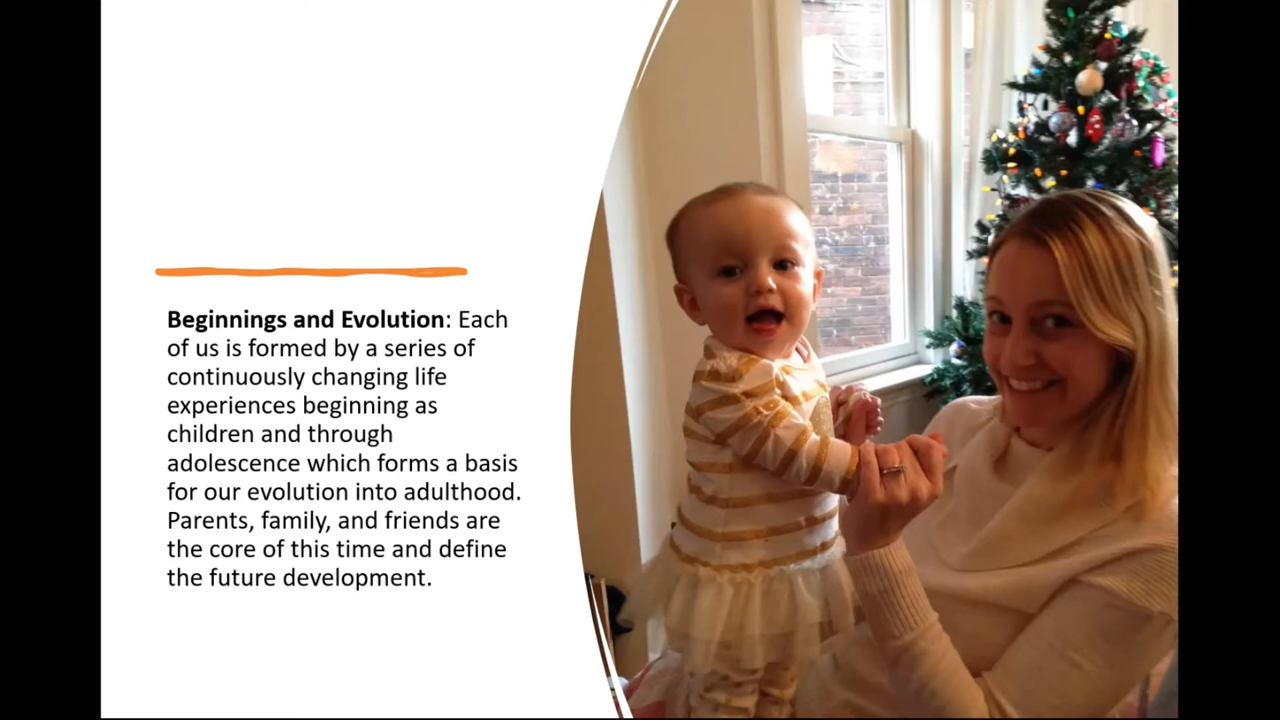 Beginnings and Evolution: Each
of us is formed by a series of
continuously changing life
experiences beginning as
children and through
adolescence which forms a basis
for our evolution into adulthood.
Parents, family, and friends are
the core of this time and define
the future development.